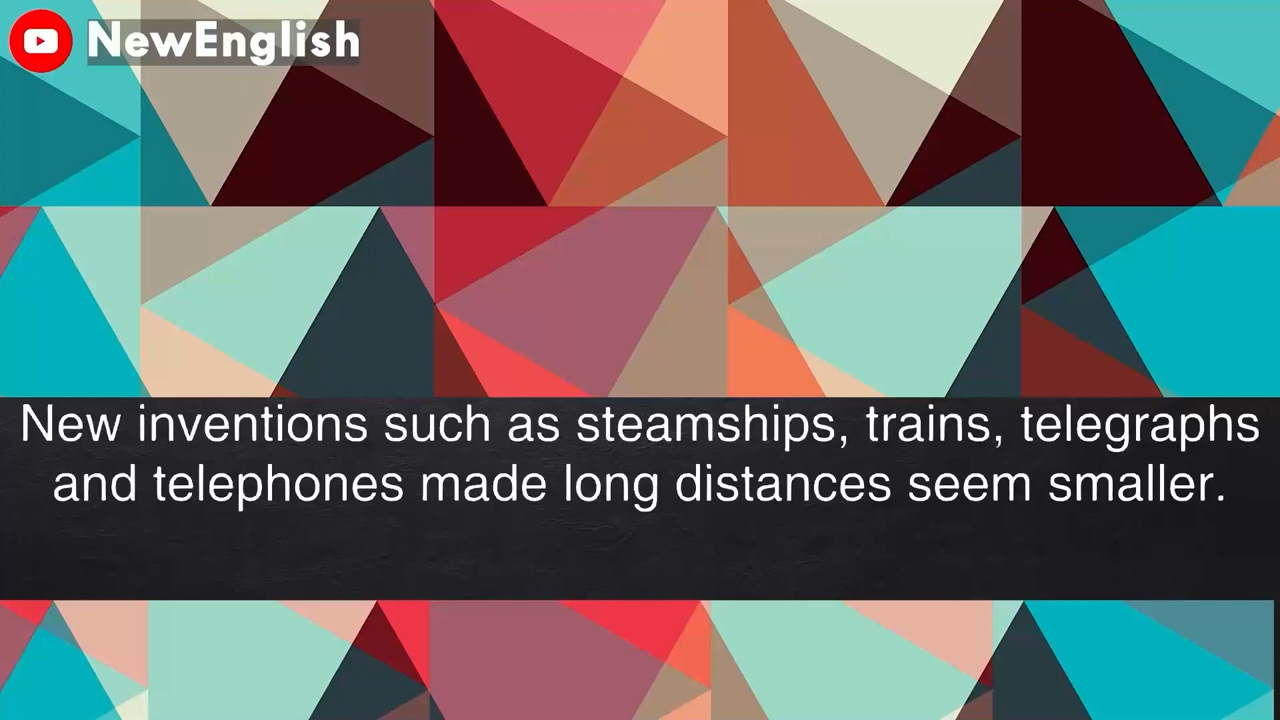 NewEnglish
New inventions such as steamships, trains, telegraphs
and telephones made long distances seem smaller.